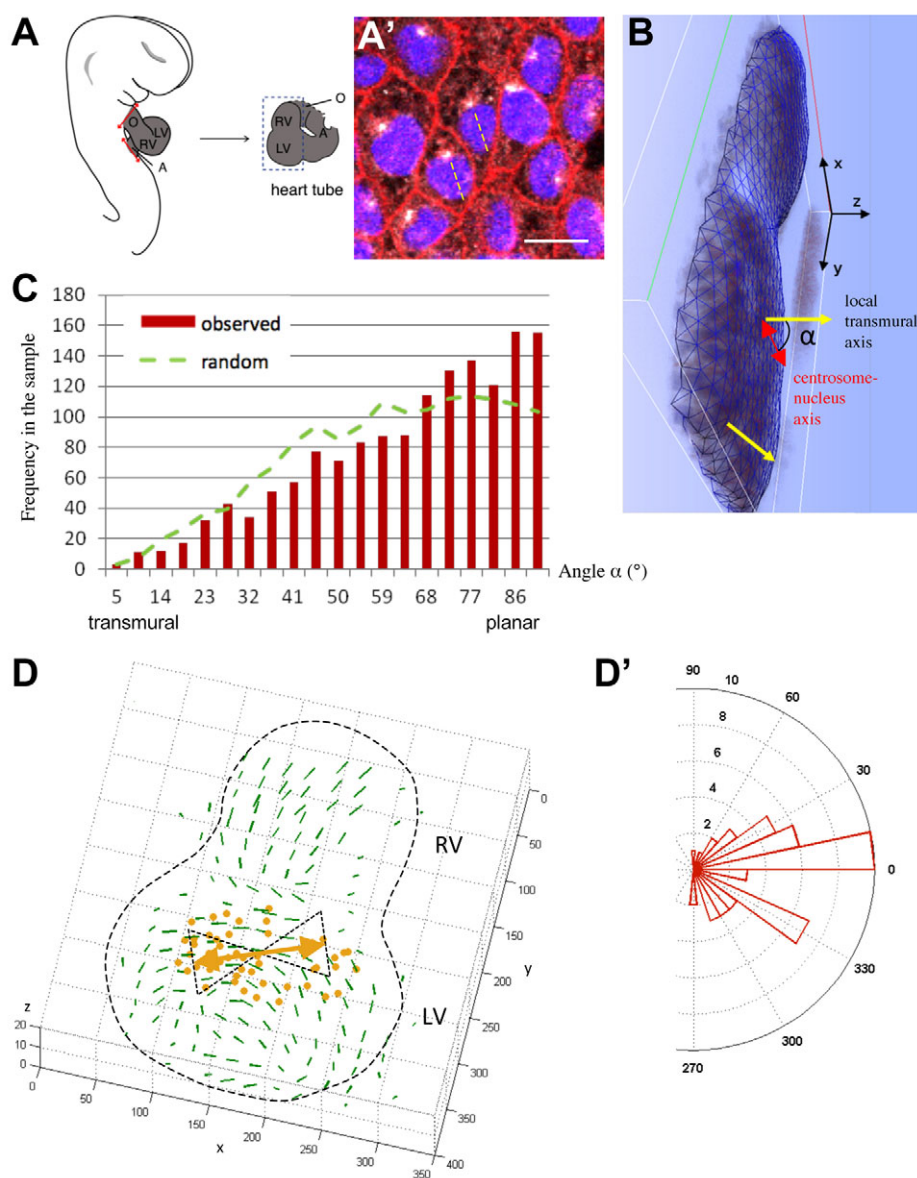 A
O
LV
RV
A
O
RV
A
LV
heart tube
A'
B
x
z
y
local
transmural
axis
α
centrosome-
nucleus
axis
C
180
160
140
120
100
80
60
40
20
0
Frequency in the sample
observed
random
5 14 23 32 41 50 59 68 77 86
Angle α (°)
transmural planar
D
RV
LV
z
20
10
0
0 50 100 150 200 250 300 350
x
0
50
100
150
200
250
300
350
400
y
D'
90
10
8
6
4
2
60
30
0
330
300
270